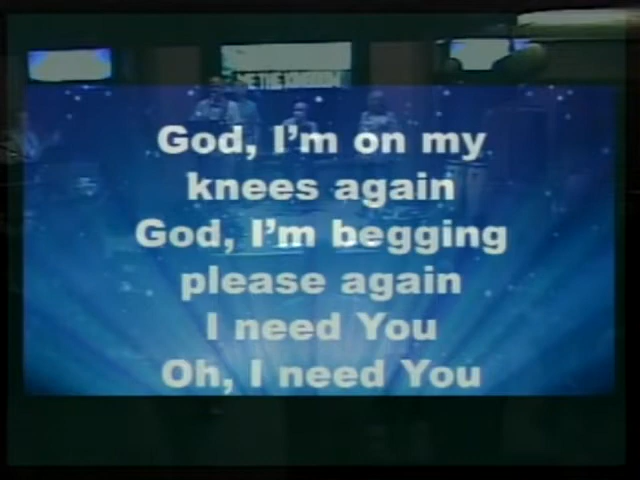 God, I'm on my
knees again
God, I'm begging
please again
I need You
Oh, I need You